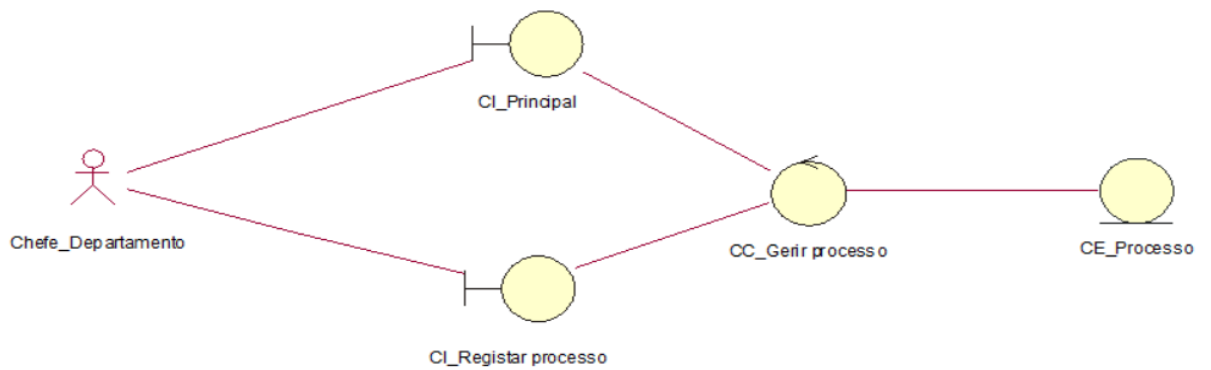 CI_Principal
Chefe_Departamento
CC_Gerir processo
CE_Processo
CI_Registar processo